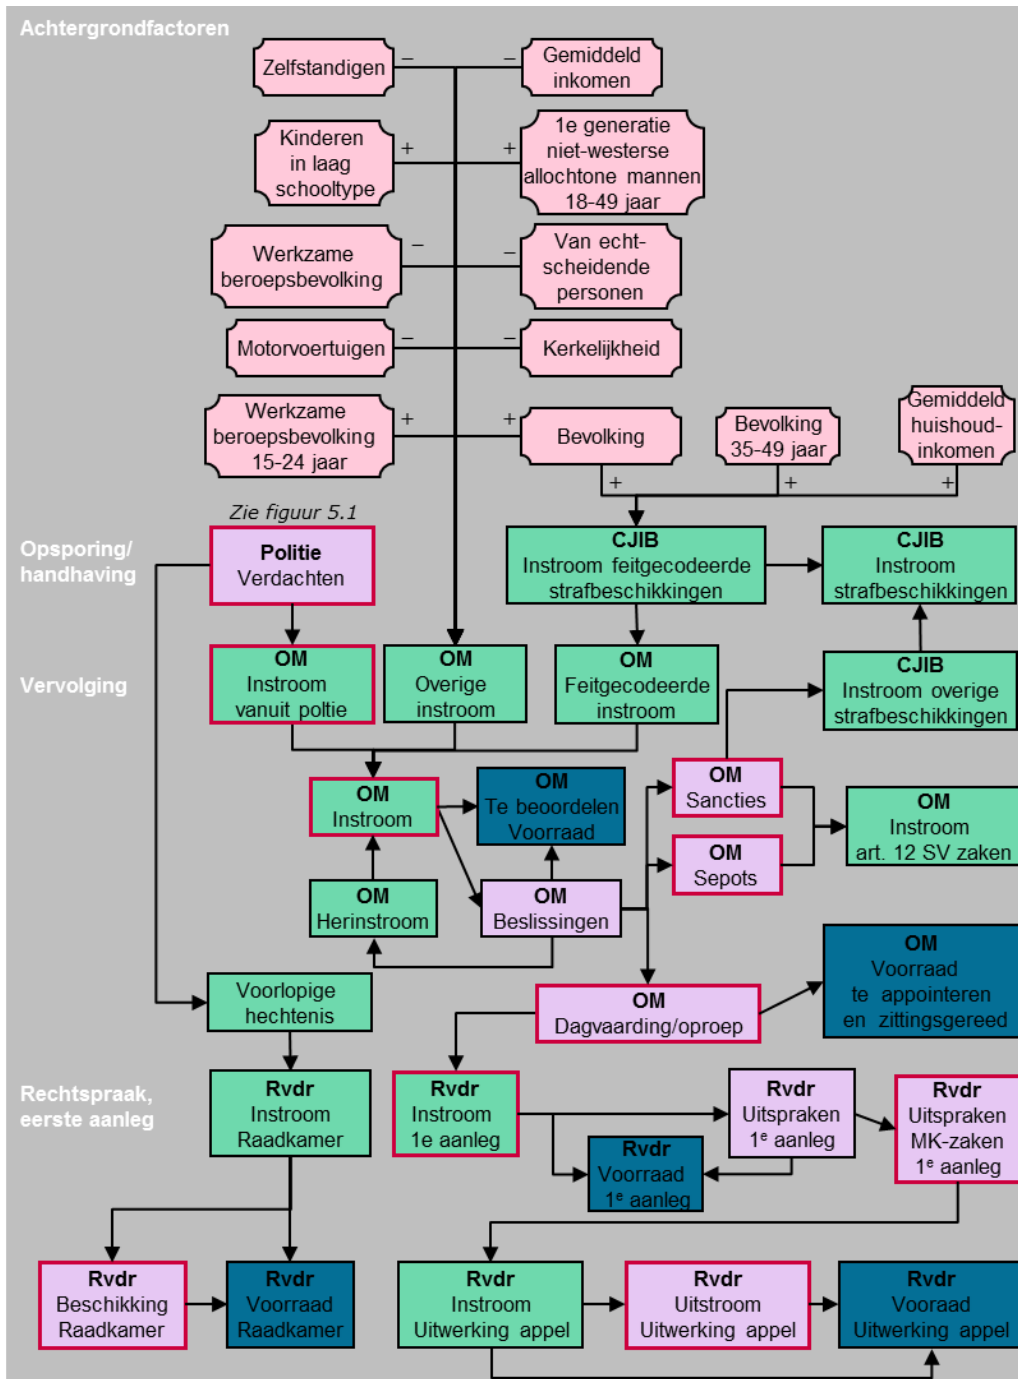 Achtergrondfactoren
Zelfstandigen
–
–
Gemiddeld
inkomen
Kinderen
in laag
schooltype
+
+
1e generatie
niet-westerse
allochtone mannen
18-49 jaar
Werkzame
beroepsbevolking
–
–
Van echt-
scheidende
personen
Motorvoertuigen
–
–
Kerkelijkheid
Werkzame
beroepsbevolking
15-24 jaar
+
+
Bevolking
Bevolking
35-49 jaar
Gemiddeld
huishoud-
inkomen
+
+
+
Zie figuur 5.1
Opsporing/
handhaving
Politie
Verdachten
CJIB
Instroom feitgecodeerde
strafbeschikkingen
CJIB
Instroom
strafbeschikkingen
Vervolging
OM
Instroom
vanuit poltie
OM
Overige
instroom
OM
Feitgecodeerde
instroom
CJIB
Instroom overige
strafbeschikkingen
OM
Instroom
OM
Te beoordelen
Voorraad
OM
Sancties
OM
Instroom
art. 12 SV zaken
OM
Sepots
OM
Herinstroom
OM
Beslissingen
OM
Voorraad
te appointeren
en zittingsgereed
Voorlopige
hechtenis
OM
Dagvaarding/oproep
Rechtspraak,
eerste aanleg
Rvdr
Instroom
Raadkamer
Rvdr
Instroom
1e aanleg
Rvdr
Uitspraken
1e aanleg
Rvdr
Uitspraken
MK-zaken
1e aanleg
Rvdr
Voorraad
1e aanleg
Rvdr
Beschikking
Raadkamer
Rvdr
Voorraad
Raadkamer
Rvdr
Instroom
Uitwerking appel
Rvdr
Uitstroom
Uitwerking appel
Rvdr
Vooraad
Uitwerking appel